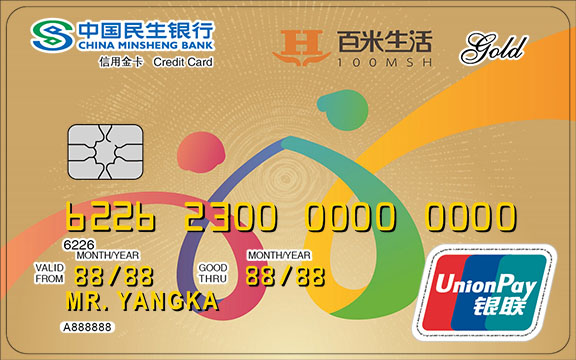 中国民生银行
CHINA MINSHENG BANK
信用金卡 Credit Card
百米生活
100MSH
Gold
6226 2300 0000 0000
6226
MONTH/YEAR MONTH/YEAR
VALID FROM 88/88 GOOD THRU 88/88
MR. YANGKA
A888888
UnionPay
银联